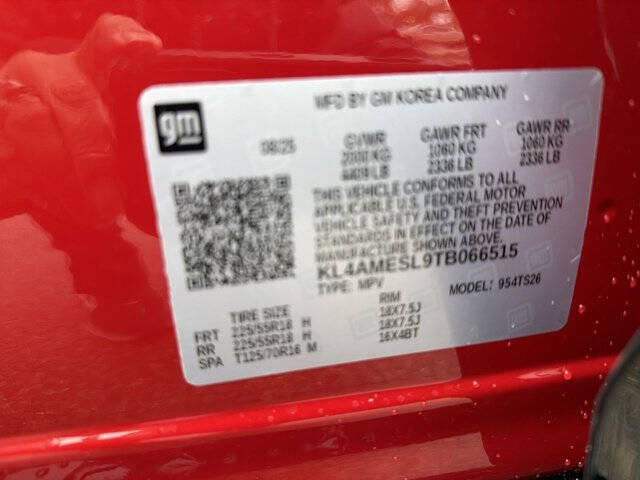 MFD BY GM KOREA COMPANY
gm
08/25 GVWR GAWR FRT GAWR RR
2000 KG 1060 KG 1060 KG
4409 LB 2336 LB 2336 LB
THIS VEHICLE CONFORMS TO ALL
APPLICABLE U.S. FEDERAL MOTOR
VEHICLE SAFETY AND THEFT PREVENTION
STANDARDS IN EFFECT ON THE DATE OF
MANUFACTURE SHOWN ABOVE.
KL4AMESL9TB066515
TYPE: MPV MODEL: 954TS26
TIRE SIZE RIM
FRT 225/55R18 H 18X7.5J
RR 225/55R18 H 18X7.5J
SPA T125/70R16 M 16X4BT